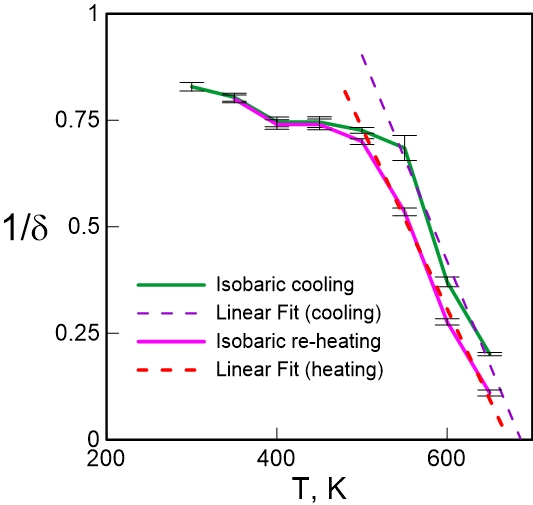 1
0.75
1/δ
0.5
Isobaric cooling
Linear Fit (cooling)
Isobaric re-heating
Linear Fit (heating)
0.25
0
200
400
600
T, K